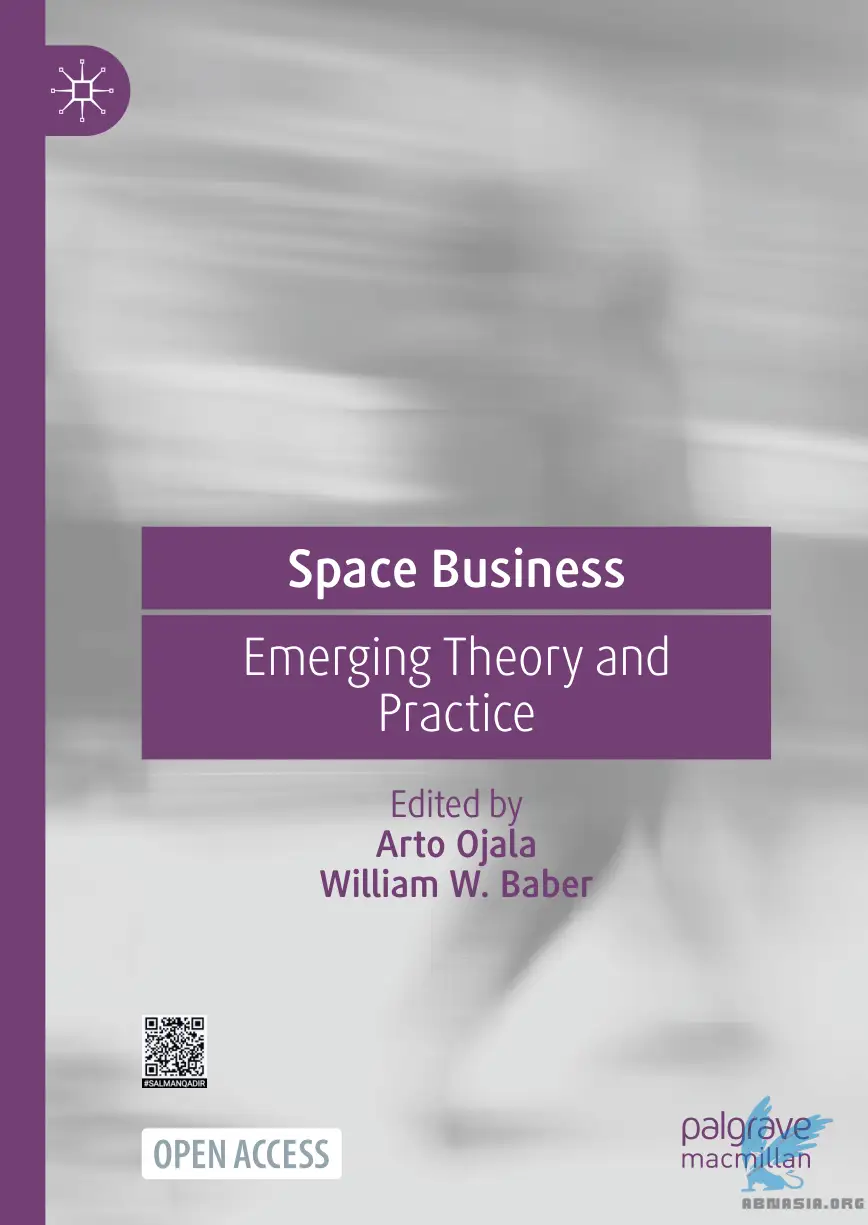 Space Business
Emerging Theory and
Practice
Edited by
Arto Ojala
William W. Baber
#SALMANQADIR
OPEN ACCESS
palgrave
macmillan
ABNASIA.ORG